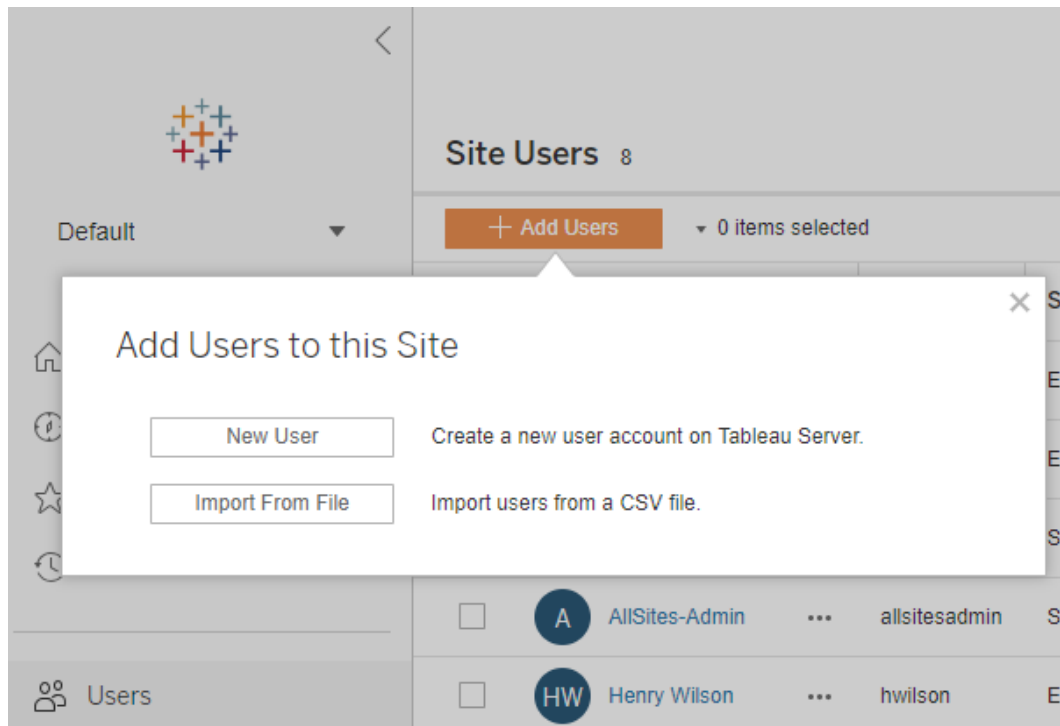 Site Users 8
Default
+ Add Users
0 items selected
S
Add Users to this Site
E
New User
Create a new user account on Tableau Server.
E
Import From File
Import users from a CSV file.
S
A
AllSites-Admin
...
allsitesadmin
S
Users
HW
Henry Wilson
...
hwilson
E